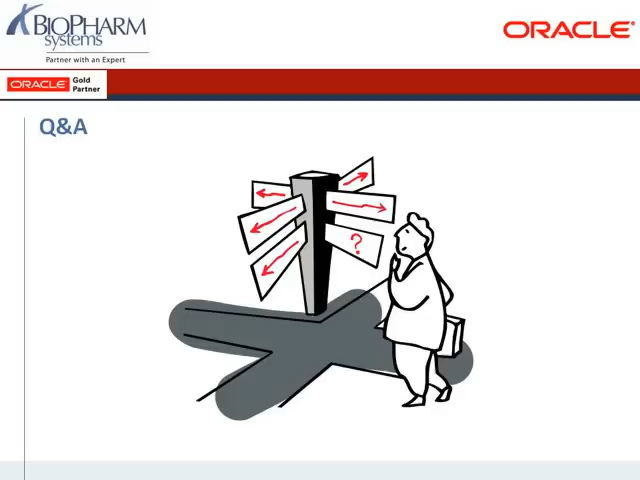 BIOPHARM
systems
Partner with an Expert
ORACLE
ORACLE Gold
Partner
Q&A
?